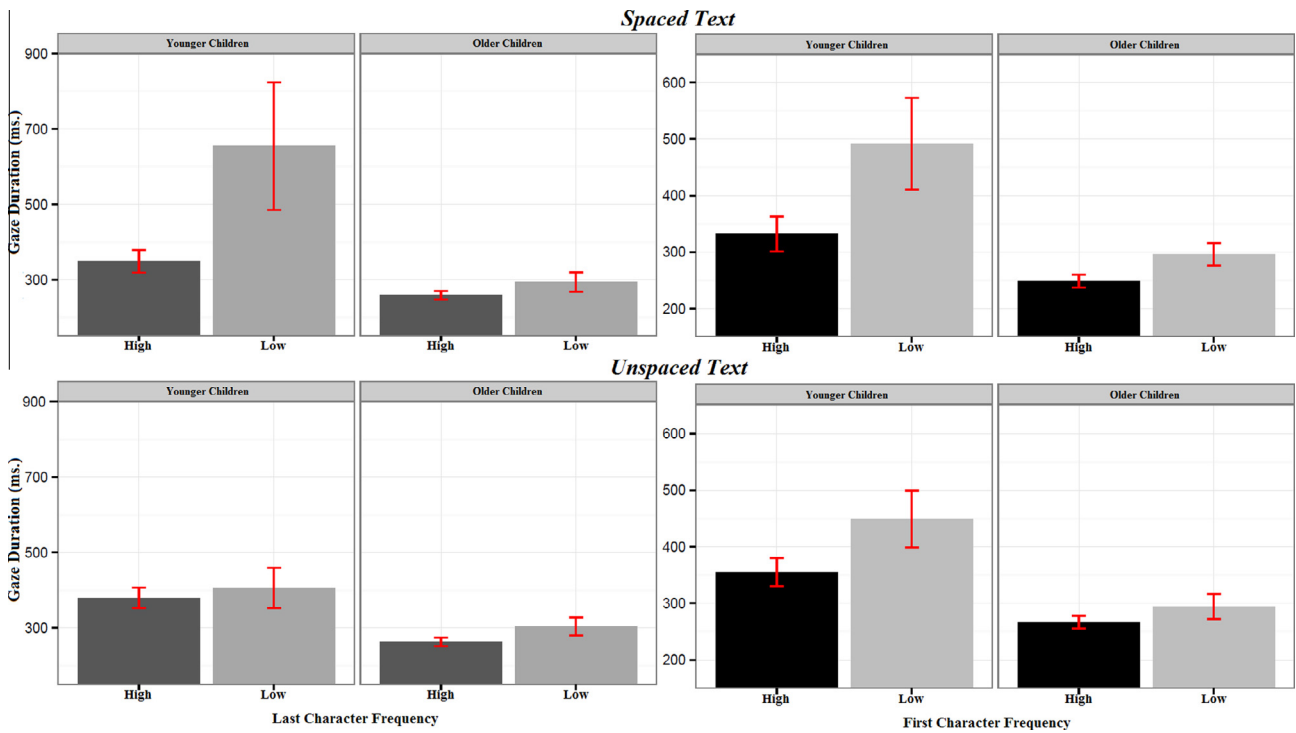 Spaced Text
Younger Children Older Children Younger Children Older Children
Gaze Duration (ms.)
900
700
500
300
600
500
400
300
200
High Low High Low High Low High Low
Unspaced Text
Younger Children Older Children Younger Children Older Children
Gaze Duration (ms.)
900
700
500
300
600
500
400
300
200
High Low High Low High Low High Low
Last Character Frequency
First Character Frequency